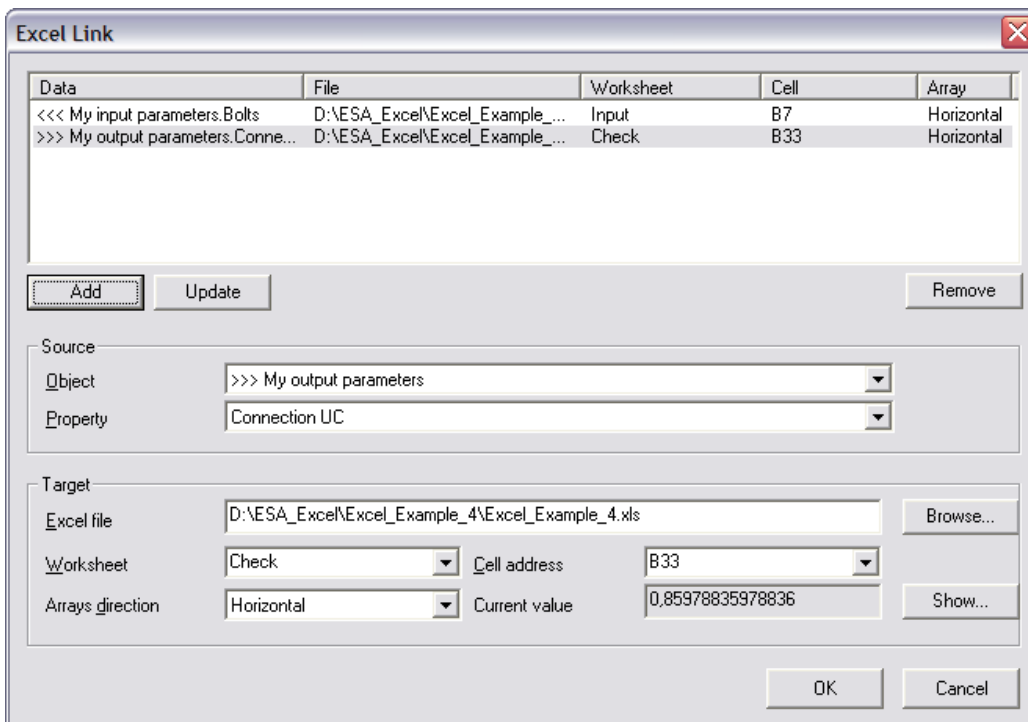 Excel Link
Data File Worksheet Cell Array
<<< My input parameters.Bolts D:\ESA_Excel\Excel_Example_... Input B7 Horizontal
>>> My output parameters.Conne... D:\ESA_Excel\Excel_Example_... Check B33 Horizontal
Add Update Remove
Source
Object >>> My output parameters
Property Connection UC
Target
Excel file D:\ESA_Excel\Excel_Example_4\Excel_Example_4.xls Browse...
Worksheet Check Cell address B33
Arrays direction Horizontal Current value 0,85978835978836 Show...
OK Cancel